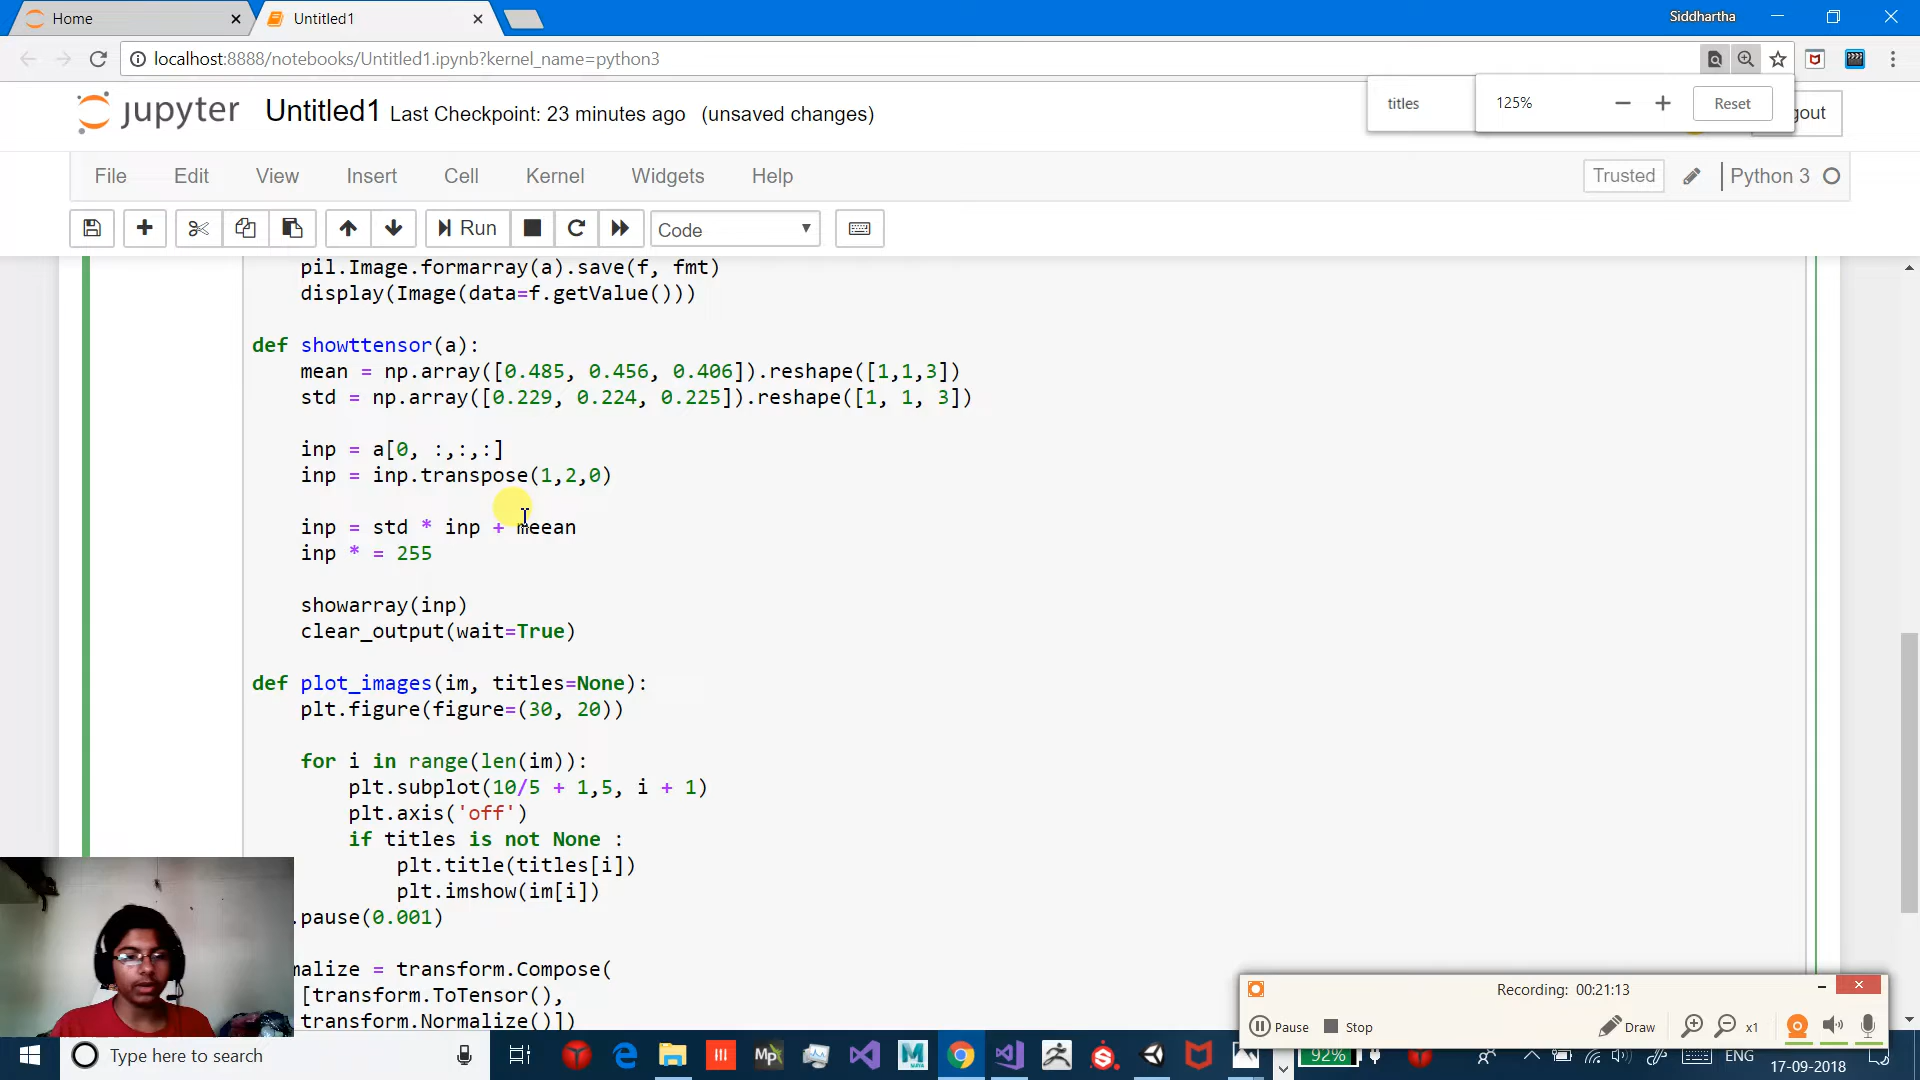 Home
Untitled1
Siddhartha
localhost:8888/notebooks/Untitled1.ipynb?kernel_name=python3
jupyter Untitled1 Last Checkpoint: 23 minutes ago (unsaved changes)
titles
125%
Reset
gout
File Edit View Insert Cell Kernel Widgets Help
Trusted
Python 3
Run
Code
pil.Image.formarray(a).save(f, fmt)
display(Image(data=f.getValue()))
def showttensor(a):
mean = np.array([0.485, 0.456, 0.406]).reshape([1,1,3])
std = np.array([0.229, 0.224, 0.225]).reshape([1, 1, 3])
inp = a[0, :,:,:]
inp = inp.transpose(1,2,0)
inp = std * inp + meean
inp * = 255
showarray(inp)
clear_output(wait=True)
def plot_images(im, titles=None):
plt.figure(figure=(30, 20))
for i in range(len(im)):
plt.subplot(10/5 + 1,5, i + 1)
plt.axis('off')
if titles is not None :
plt.title(titles[i])
plt.imshow(im[i])
.pause(0.001)
malize = transform.Compose(
[transform.ToTensor(),
transform.Normalize()])
Recording: 00:21:13
Pause
Stop
Draw
x1
Type here to search
Mp
92%
ENG
17-09-2018